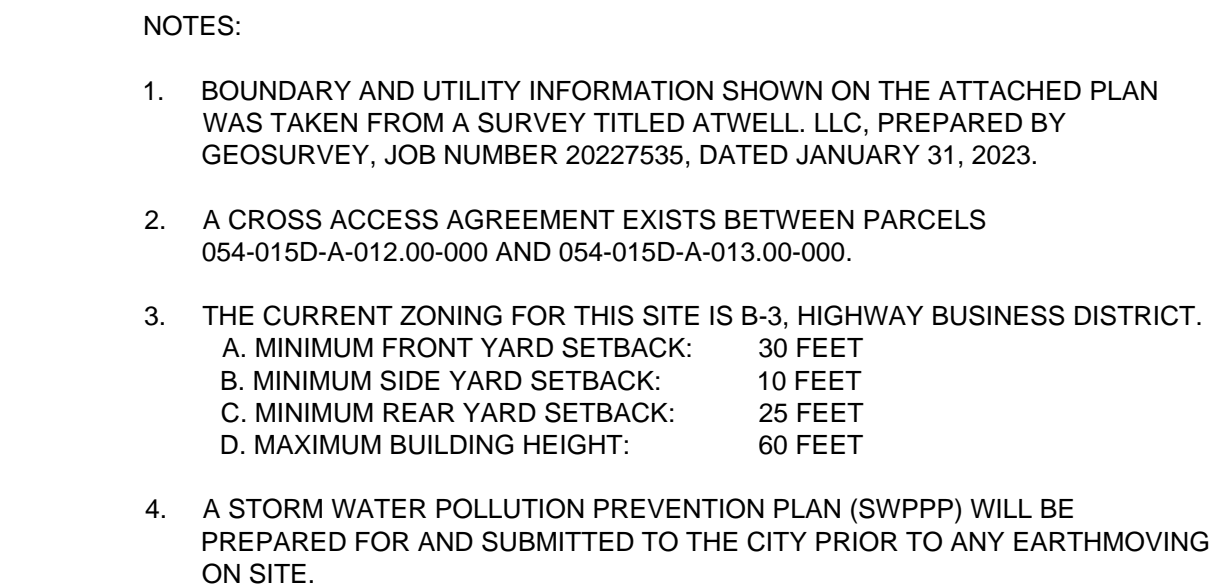 NOTES:
1. BOUNDARY AND UTILITY INFORMATION SHOWN ON THE ATTACHED PLAN
WAS TAKEN FROM A SURVEY TITLED ATWELL. LLC, PREPARED BY
GEOSURVEY, JOB NUMBER 20227535, DATED JANUARY 31, 2023.
2. A CROSS ACCESS AGREEMENT EXISTS BETWEEN PARCELS
054-015D-A-012.00-000 AND 054-015D-A-013.00-000.
3. THE CURRENT ZONING FOR THIS SITE IS B-3, HIGHWAY BUSINESS DISTRICT.
A. MINIMUM FRONT YARD SETBACK: 30 FEET
B. MINIMUM SIDE YARD SETBACK: 10 FEET
C. MINIMUM REAR YARD SETBACK: 25 FEET
D. MAXIMUM BUILDING HEIGHT: 60 FEET
4. A STORM WATER POLLUTION PREVENTION PLAN (SWPPP) WILL BE
PREPARED FOR AND SUBMITTED TO THE CITY PRIOR TO ANY EARTHMOVING
ON SITE.